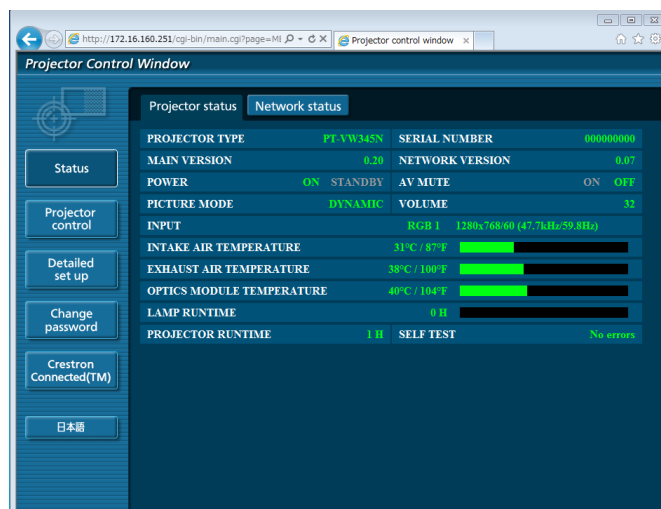 http://172.16.160.251/cgi-bin/main.cgi?page=MI
Projector control window
Projector Control Window
Projector status
Network status
PROJECTOR TYPE PT-VW345N SERIAL NUMBER 000000000
MAIN VERSION 0.20 NETWORK VERSION 0.07
POWER ON STANDBY AV MUTE ON OFF
PICTURE MODE DYNAMIC VOLUME 32
INPUT RGB 1 1280x768/60 (47.7kHz/59.8Hz)
INTAKE AIR TEMPERATURE 31°C / 87°F
EXHAUST AIR TEMPERATURE 38°C / 100°F
OPTICS MODULE TEMPERATURE 40°C / 104°F
LAMP RUNTIME 0 H
PROJECTOR RUNTIME 1 H SELF TEST No errors
Status
Projector
control
Detailed
set up
Change
password
Crestron
Connected(TM)
日本語